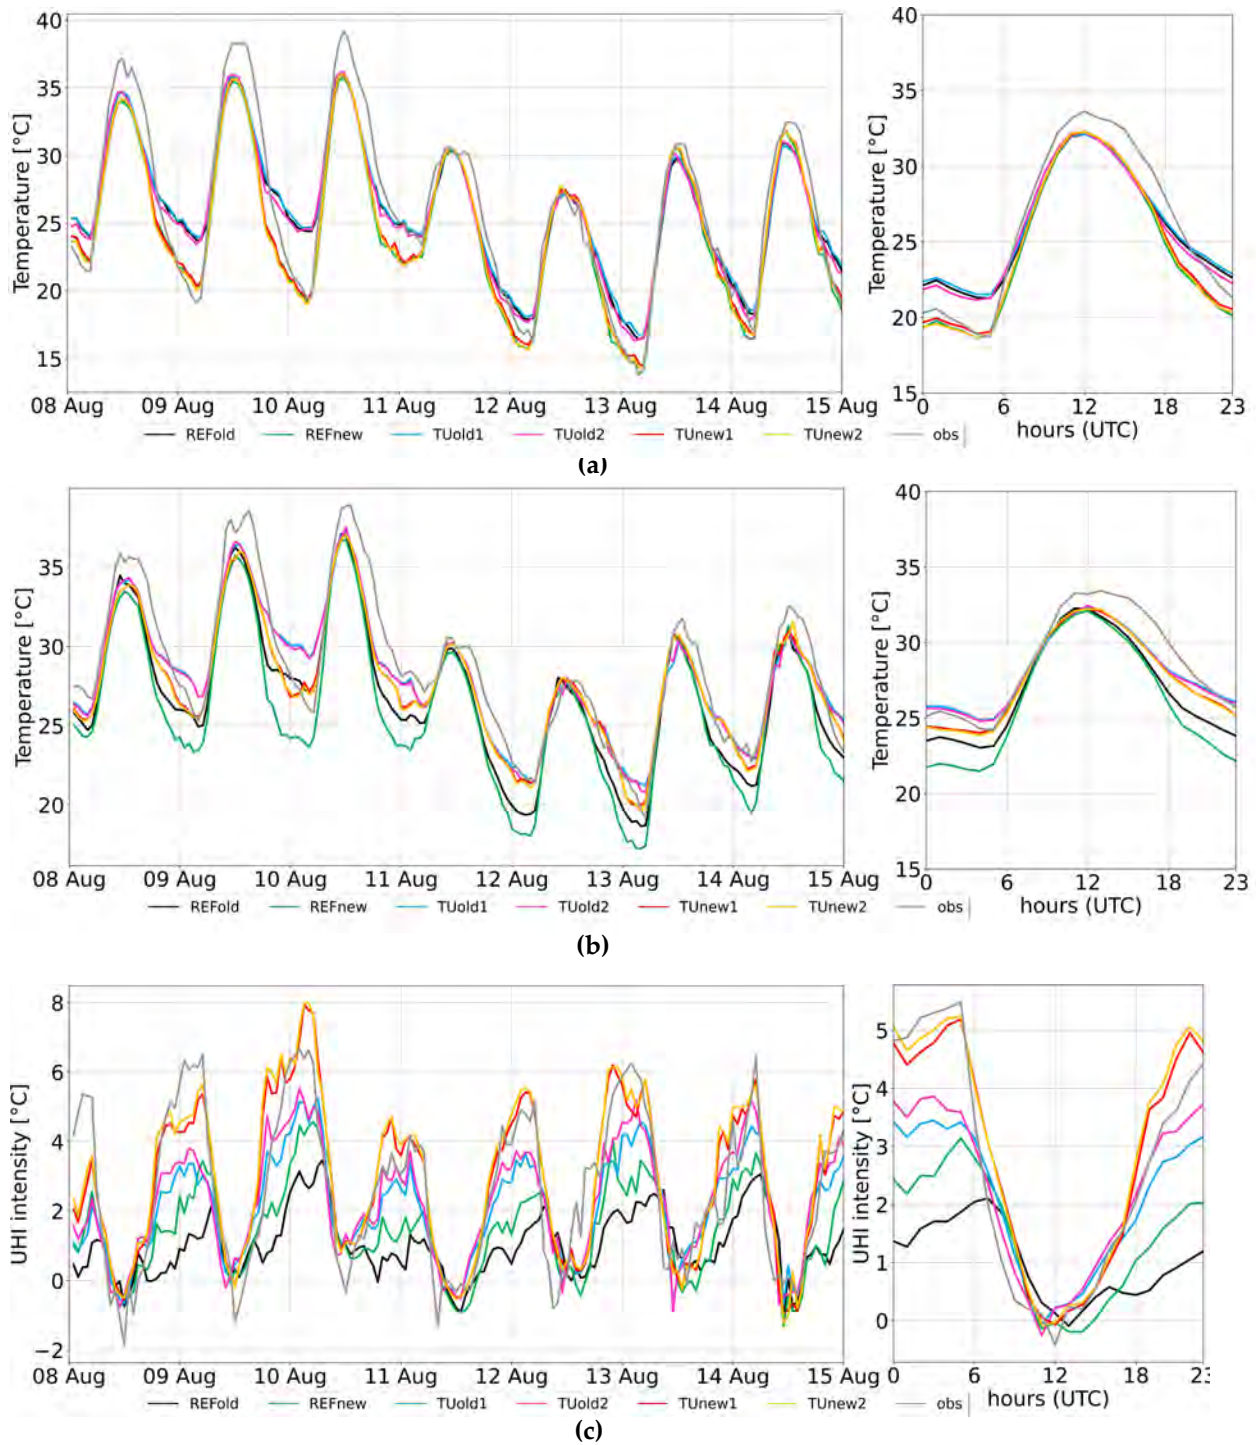 40
35
30
25
20
15
Temperature [°C]
08 Aug 09 Aug 10 Aug 11 Aug 12 Aug 13 Aug 14 Aug 15 Aug
40
35
30
25
20
15
Temperature [°C]
0 6 12 18 23
hours (UTC)
REFold REFnew TUold1 TUold2 TUnew1 TUnew2 obs
(a)
35
30
25
20
Temperature [°C]
08 Aug 09 Aug 10 Aug 11 Aug 12 Aug 13 Aug 14 Aug 15 Aug
40
35
30
25
20
15
Temperature [°C]
0 6 12 18 23
hours (UTC)
REFold REFnew TUold1 TUold2 TUnew1 TUnew2 obs
(b)
8
6
4
2
0
−2
UHI intensity [°C]
08 Aug 09 Aug 10 Aug 11 Aug 12 Aug 13 Aug 14 Aug 15 Aug
5
4
3
2
1
0
UHI intensity [°C]
0 6 12 18 23
hours (UTC)
REFold REFnew TUold1 TUold2 TUnew1 TUnew2 obs
(c)